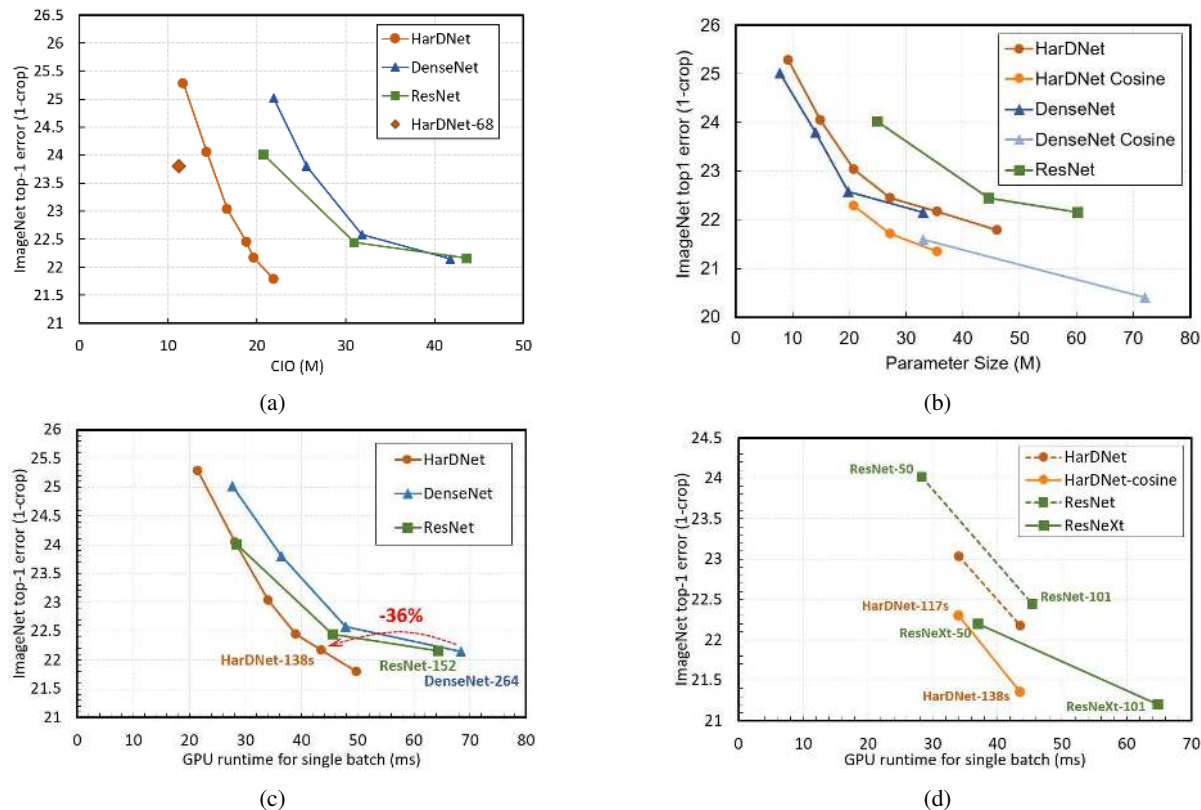 26.5
26
25.5
25
24.5
24
23.5
23
22.5
22
21.5
21
ImageNet top-1 error (1-crop)
HarDNet
DenseNet
ResNet
HarDNet-68
0 10 20 30 40 50
CIO (M)
(a)
26
25
24
23
22
21
20
ImageNet top1 error (1-crop)
HarDNet
HarDNet Cosine
DenseNet
DenseNet Cosine
ResNet
0 10 20 30 40 50 60 70 80
Parameter Size (M)
(b)
26
25.5
25
24.5
24
23.5
23
22.5
22
21.5
21
ImageNet top-1 error (1-crop)
HarDNet
DenseNet
ResNet
-36%
HarDNet-138s
ResNet-152
DenseNet-264
0 10 20 30 40 50 60 70 80
GPU runtime for single batch (ms)
(c)
24.5
24
23.5
23
22.5
22
21.5
21
ImageNet top-1 error (1-crop)
HarDNet
HarDNet-cosine
ResNet
ResNeXt
ResNet-50
ResNet-101
HarDNet-117s
ResNeXt-50
HarDNet-138s
ResNeXt-101
0 10 20 30 40 50 60 70
GPU runtime for single batch (ms)
(d)